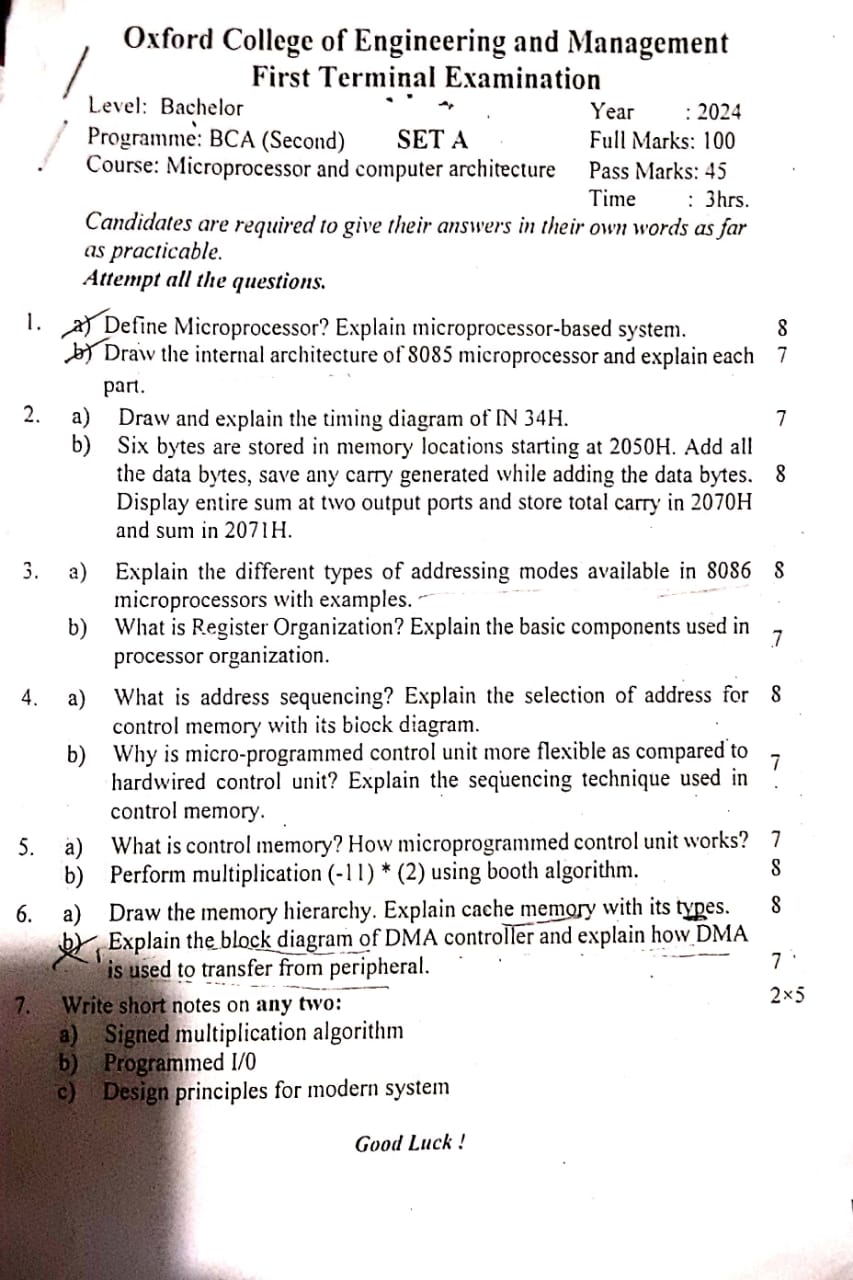 Oxford College of Engineering and Management
First Terminal Examination
Level: Bachelor Year : 2024
Programme: BCA (Second) SET A Full Marks: 100
Course: Microprocessor and computer architecture Pass Marks: 45
Time : 3hrs.
Candidates are required to give their answers in their own words as far
as practicable.
Attempt all the questions.
1. a) Define Microprocessor? Explain microprocessor-based system. 8
b) Draw the internal architecture of 8085 microprocessor and explain each 7
part.
2. a) Draw and explain the timing diagram of IN 34H. 7
b) Six bytes are stored in memory locations starting at 2050H. Add all
the data bytes, save any carry generated while adding the data bytes. 8
Display entire sum at two output ports and store total carry in 2070H
and sum in 2071H.
3. a) Explain the different types of addressing modes available in 8086 8
microprocessors with examples.
b) What is Register Organization? Explain the basic components used in 7
processor organization.
4. a) What is address sequencing? Explain the selection of address for 8
control memory with its block diagram.
b) Why is micro-programmed control unit more flexible as compared to 7
hardwired control unit? Explain the sequencing technique used in
control memory.
5. a) What is control memory? How microprogrammed control unit works? 7
b) Perform multiplication (-11) * (2) using booth algorithm. 8
6. a) Draw the memory hierarchy. Explain cache memory with its types. 8
b) Explain the block diagram of DMA controller and explain how DMA
is used to transfer from peripheral. 7
7. Write short notes on any two: 2×5
a) Signed multiplication algorithm
b) Programmed I/0
c) Design principles for modern system
Good Luck !